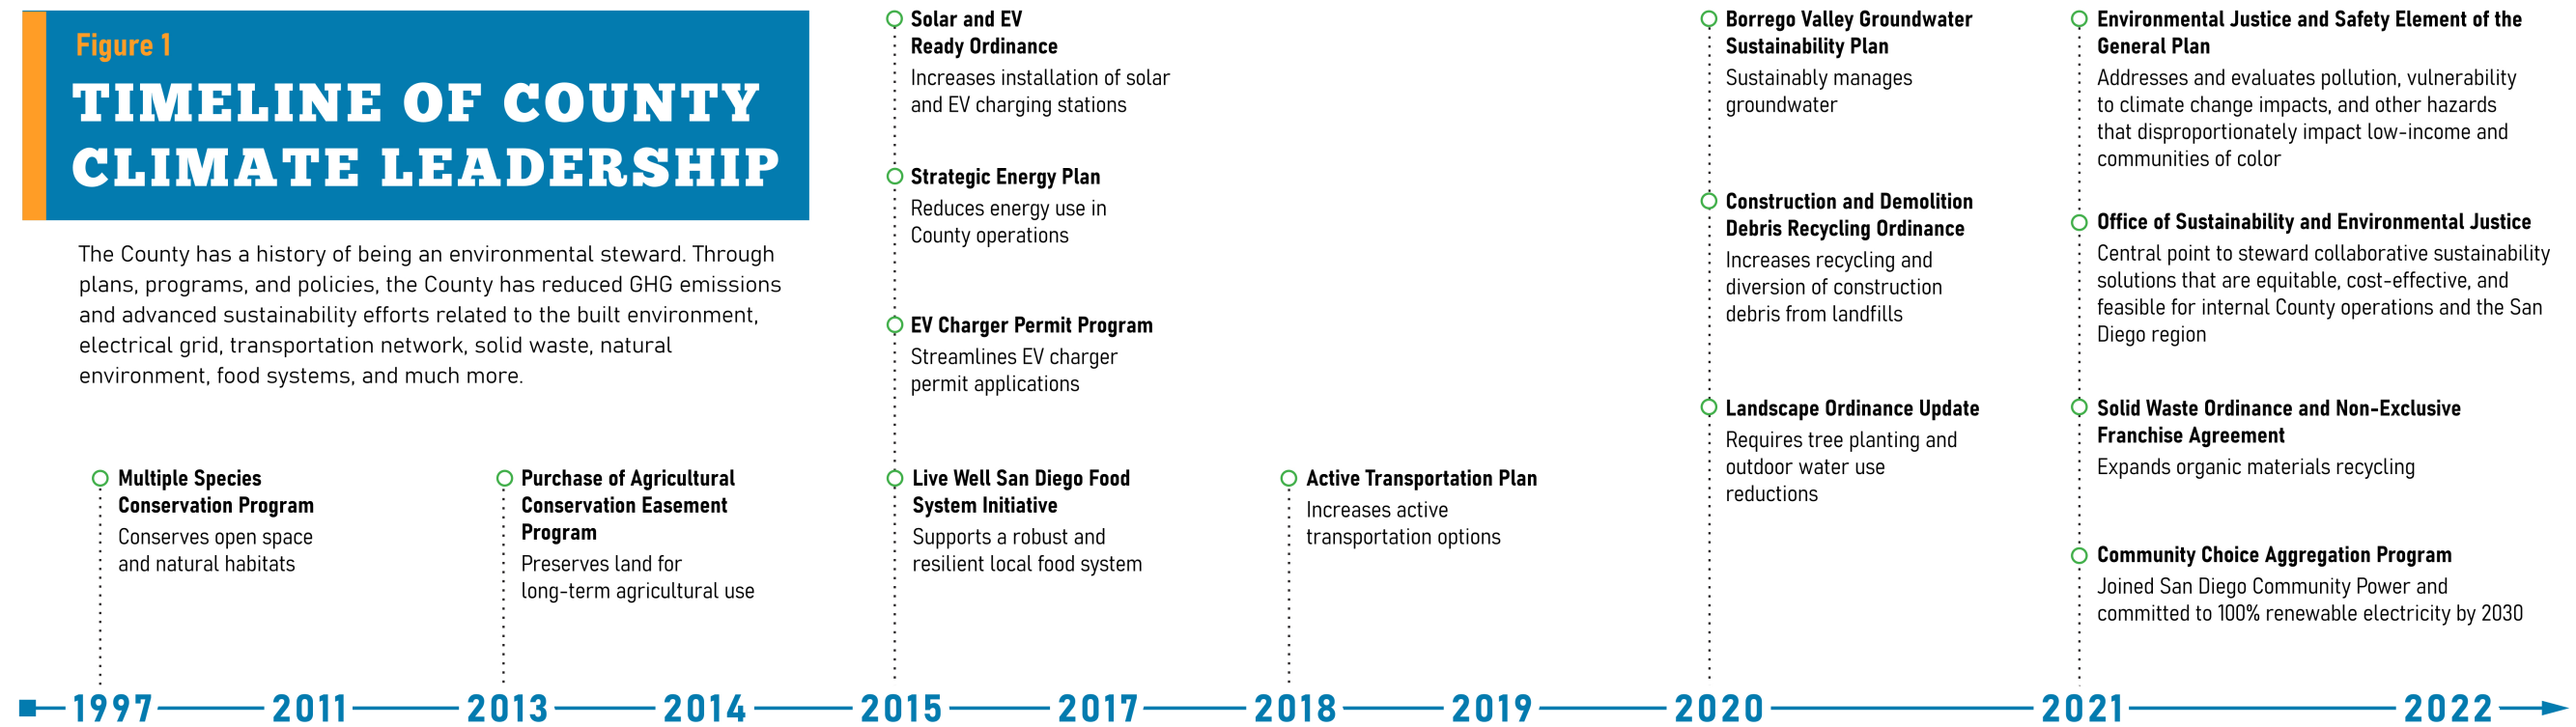 Figure 1
TIMELINE OF COUNTY
CLIMATE LEADERSHIP
The County has a history of being an environmental steward. Through
plans, programs, and policies, the County has reduced GHG emissions
and advanced sustainability efforts related to the built environment,
electrical grid, transportation network, solid waste, natural
environment, food systems, and much more.
Multiple Species
Conservation Program
Conserves open space
and natural habitats
Purchase of Agricultural
Conservation Easement
Program
Preserves land for
long-term agricultural use
Solar and EV
Ready Ordinance
Increases installation of solar
and EV charging stations
Strategic Energy Plan
Reduces energy use in
County operations
EV Charger Permit Program
Streamlines EV charger
permit applications
Live Well San Diego Food
System Initiative
Supports a robust and
resilient local food system
Active Transportation Plan
Increases active
transportation options
Borrego Valley Groundwater
Sustainability Plan
Sustainably manages
groundwater
Construction and Demolition
Debris Recycling Ordinance
Increases recycling and
diversion of construction
debris from landfills
Landscape Ordinance Update
Requires tree planting and
outdoor water use
reductions
Environmental Justice and Safety Element of the
General Plan
Addresses and evaluates pollution, vulnerability
to climate change impacts, and other hazards
that disproportionately impact low-income and
communities of color
Office of Sustainability and Environmental Justice
Central point to steward collaborative sustainability
solutions that are equitable, cost-effective, and
feasible for internal County operations and the San
Diego region
Solid Waste Ordinance and Non-Exclusive
Franchise Agreement
Expands organic materials recycling
Community Choice Aggregation Program
Joined San Diego Community Power and
committed to 100% renewable electricity by 2030
1997 2011 2013 2014 2015 2017 2018 2019 2020 2021 2022